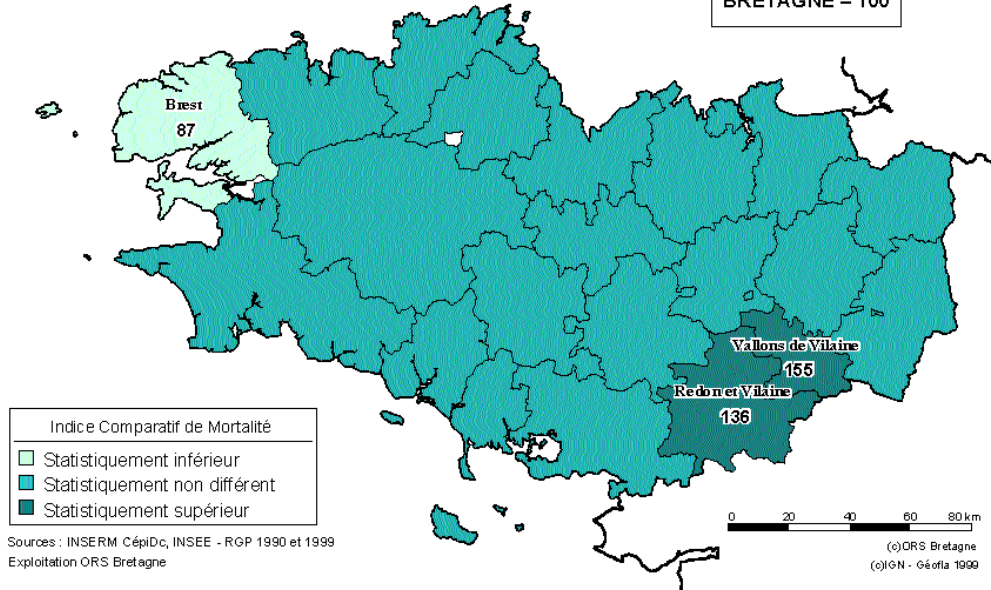 BRETAGNE = 100
Brest
87
Vallons de Vilaine
155
Redon et Vilaine
136
Indice Comparatif de Mortalité
Statistiquement inférieur
Statistiquement non différent
Statistiquement supérieur
0 20 40 60 80 km
Sources : INSERM CépiDc, INSEE - RGP 1990 et 1999
Exploitation ORS Bretagne
(c)ORS Bretagne
(c)IGN - Géofla 1999